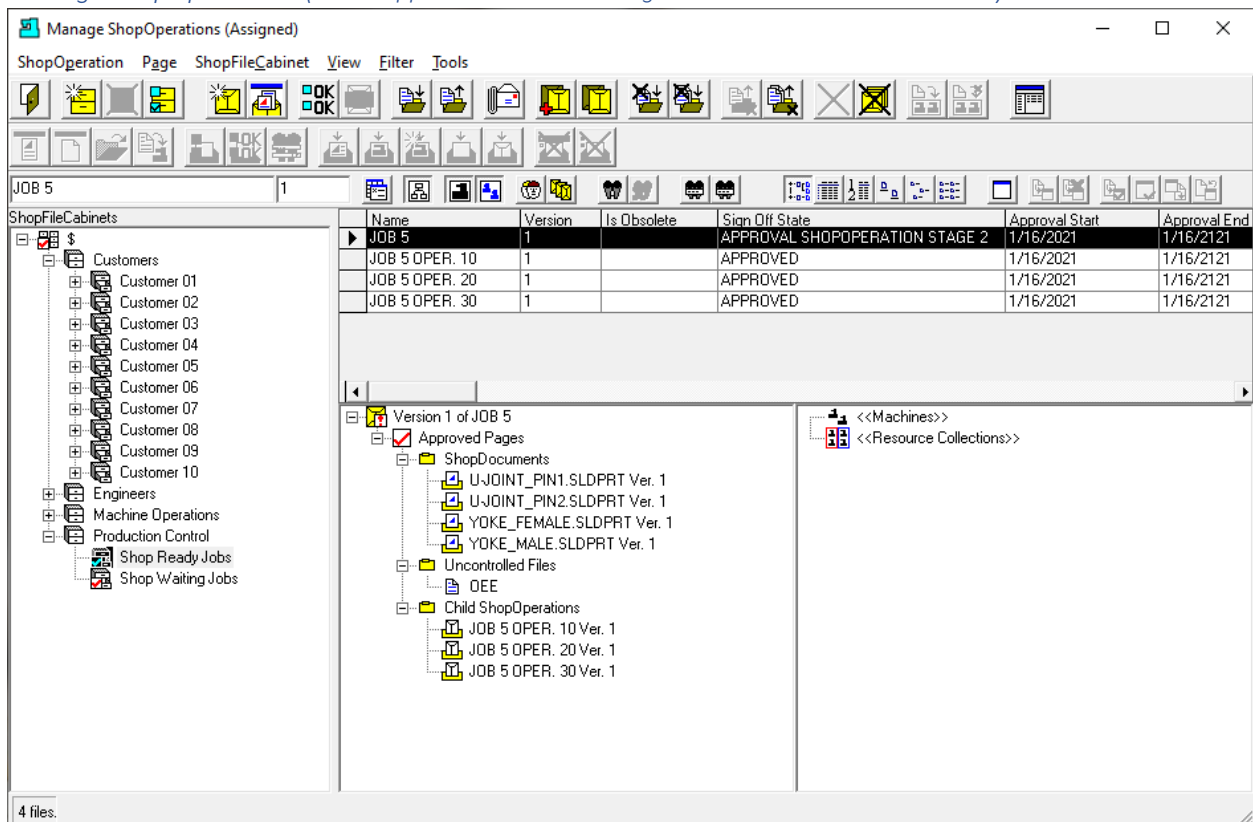 Manage ShopOperations (Assigned)
ShopOperation Page ShopFileCabinet View Filter Tools
JOB 5 1
ShopFileCabinets
$
Customers
Customer 01
Customer 02
Customer 03
Customer 04
Customer 05
Customer 06
Customer 07
Customer 08
Customer 09
Customer 10
Engineers
Machine Operations
Production Control
Shop Ready Jobs
Shop Waiting Jobs
Name Version Is Obsolete Sign Off State Approval Start Approval End
JOB 5 1 APPROVAL SHOPOPERATION STAGE 2 1/16/2021 1/16/2121
JOB 5 OPER. 10 1 APPROVED 1/16/2021 1/16/2121
JOB 5 OPER. 20 1 APPROVED 1/16/2021 1/16/2121
JOB 5 OPER. 30 1 APPROVED 1/16/2021 1/16/2121
Version 1 of JOB 5
Approved Pages
ShopDocuments
U-JOINT_PIN1.SLDPRT Ver. 1
U-JOINT_PIN2.SLDPRT Ver. 1
YOKE_FEMALE.SLDPRT Ver. 1
YOKE_MALE.SLDPRT Ver. 1
Uncontrolled Files
OEE
Child ShopOperations
JOB 5 OPER. 10 Ver. 1
JOB 5 OPER. 20 Ver. 1
JOB 5 OPER. 30 Ver. 1
<<Machines>>
<<Resource Collections>>
4 files.